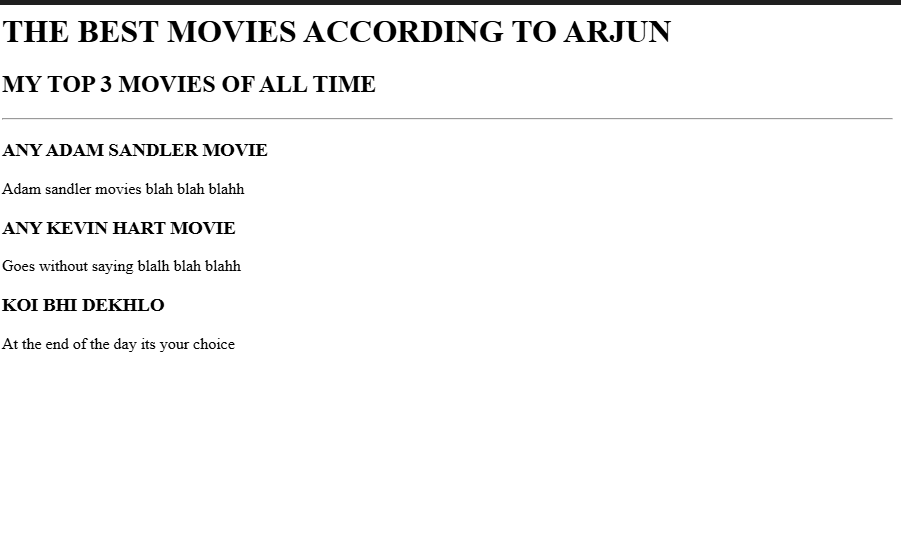 THE BEST MOVIES ACCORDING TO ARJUN
MY TOP 3 MOVIES OF ALL TIME
ANY ADAM SANDLER MOVIE
Adam sandler movies blah blah blahh
ANY KEVIN HART MOVIE
Goes without saying blalh blah blahh
KOI BHI DEKHLO
At the end of the day its your choice